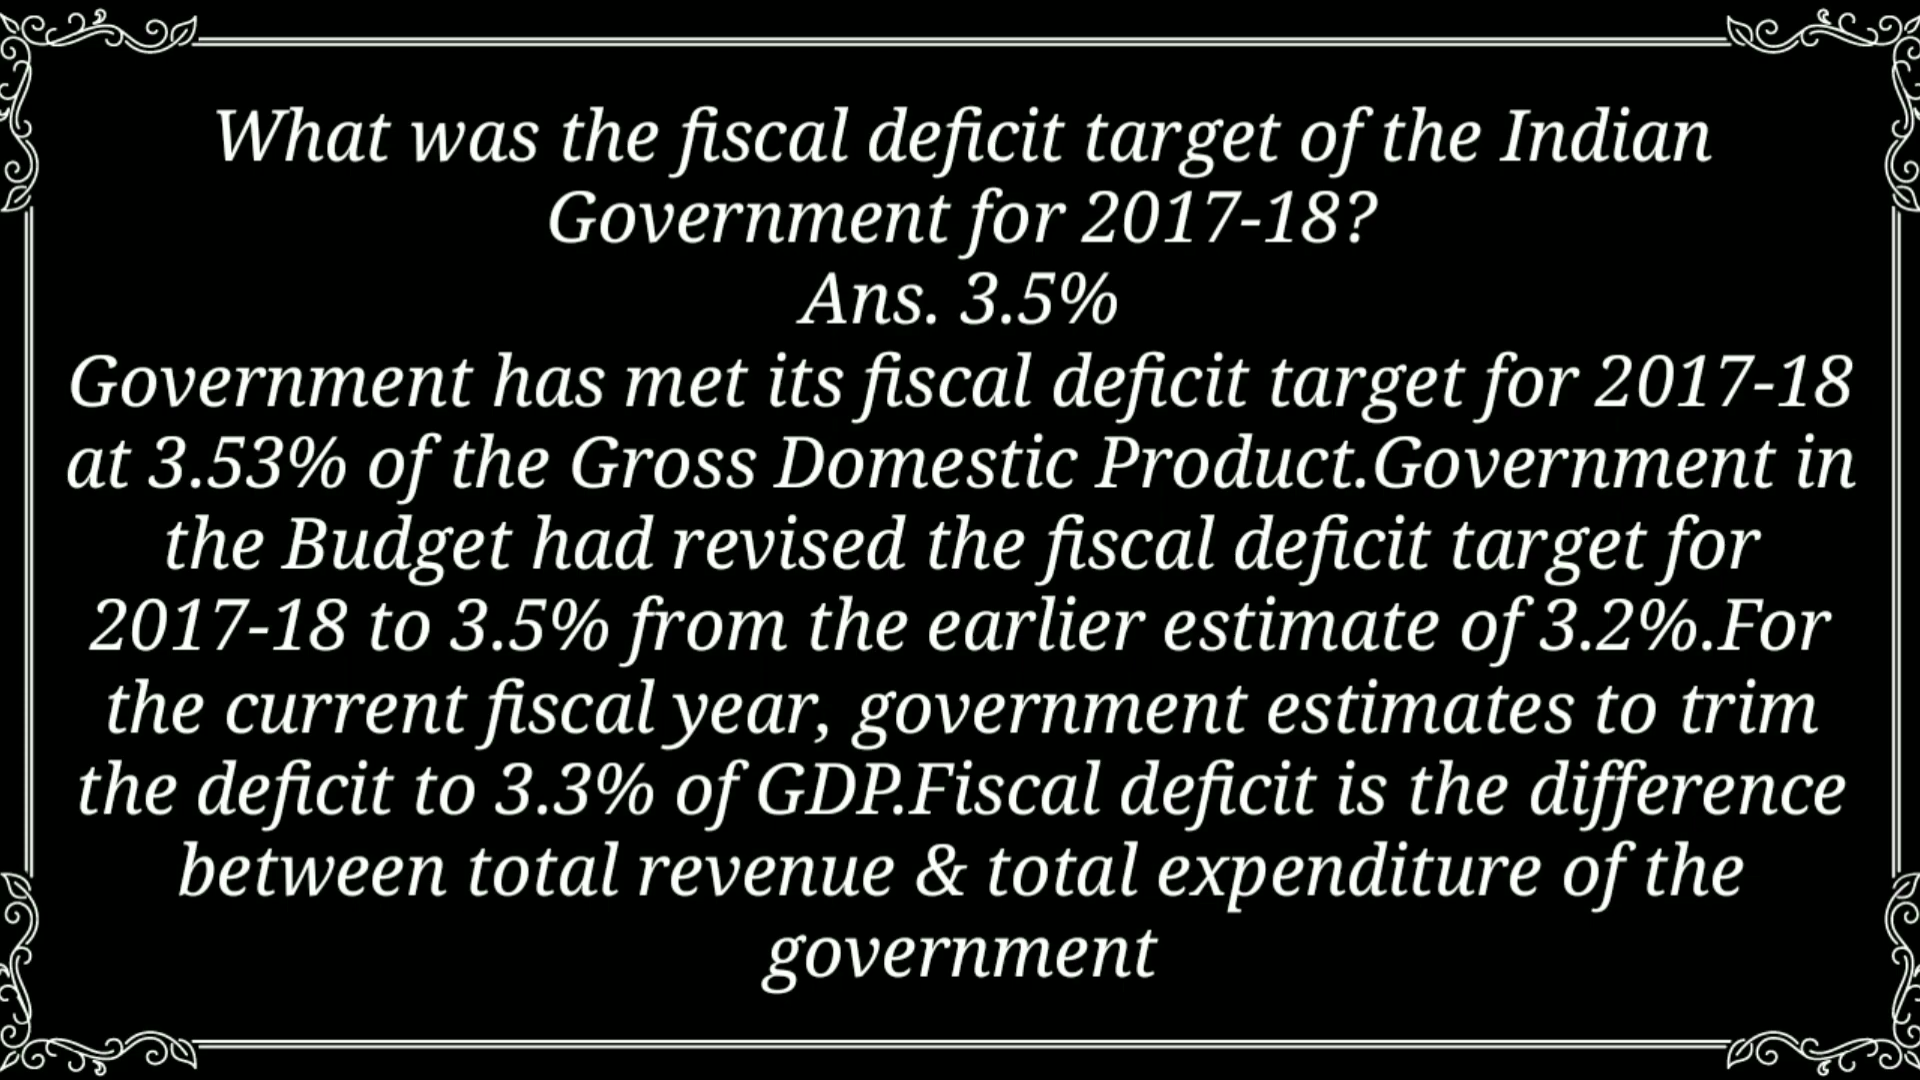 What was the fiscal deficit target of the Indian
Government for 2017-18?
Ans. 3.5%
Government has met its fiscal deficit target for 2017-18
at 3.53% of the Gross Domestic Product.Government in
the Budget had revised the fiscal deficit target for
2017-18 to 3.5% from the earlier estimate of 3.2%.For
the current fiscal year, government estimates to trim
the deficit to 3.3% of GDP.Fiscal deficit is the difference
between total revenue & total expenditure of the
government